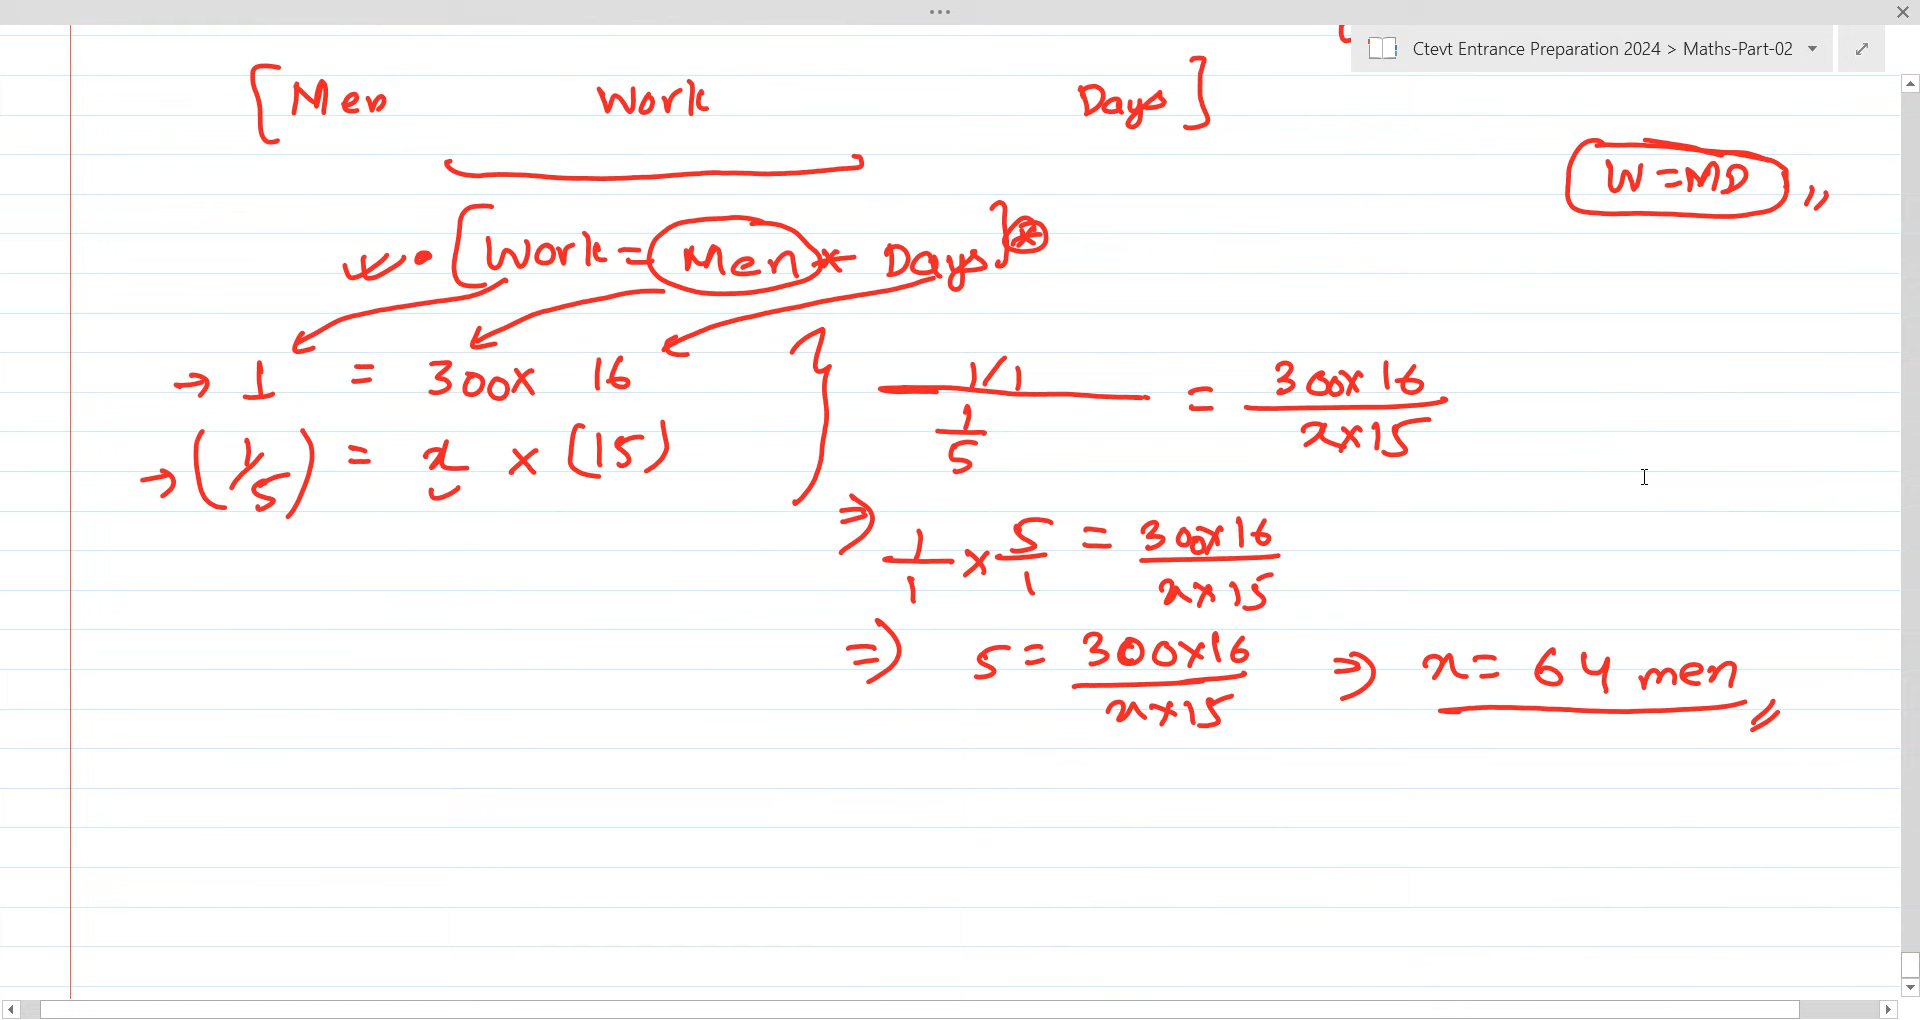 Ctevt Entrance Preparation 2024 > Maths-Part-02
[Men Work Days]
W = MD
[Work = Men * Days]*
→ 1 = 300 × 16
→ (1/5) = x × (15)
1/1 / 1/5 = 300×16 / x×15
⇒ 1/1 × 5/1 = 300×16 / x×15
⇒ 5 = 300×16 / x×15 ⇒ x = 64 men